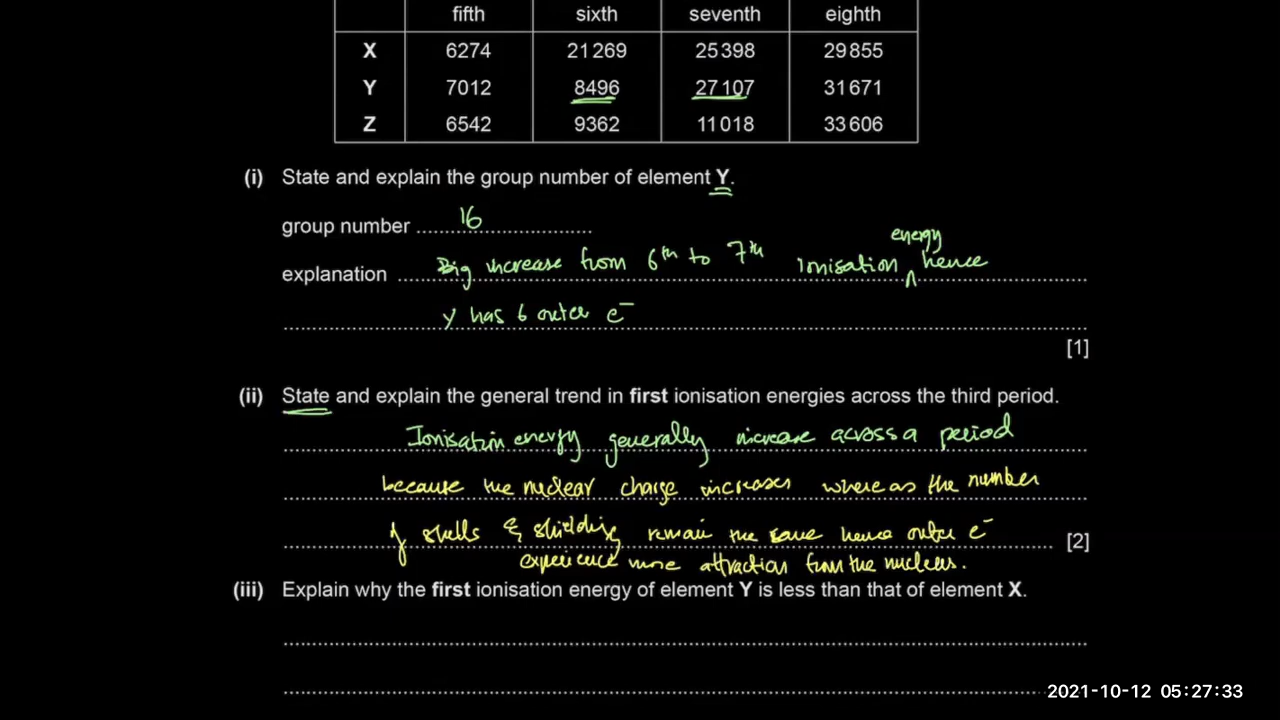 fifth sixth seventh eighth
X 6274 21269 25398 29855
Y 7012 8496 27107 31671
Z 6542 9362 11018 33606
(i) State and explain the group number of element Y.
group number ........16........
explanation Big increase from 6th to 7th Ionisation energy hence
Y has 6 outer e⁻
[1]
(ii) State and explain the general trend in first ionisation energies across the third period.
Ionisation energy generally increase across a period
because the nuclear charge increases where as the number
of shells & shielding remain the same hence outer e⁻ [2]
experience more attraction from the nucleus.
(iii) Explain why the first ionisation energy of element Y is less than that of element X.
2021-10-12 05:27:33